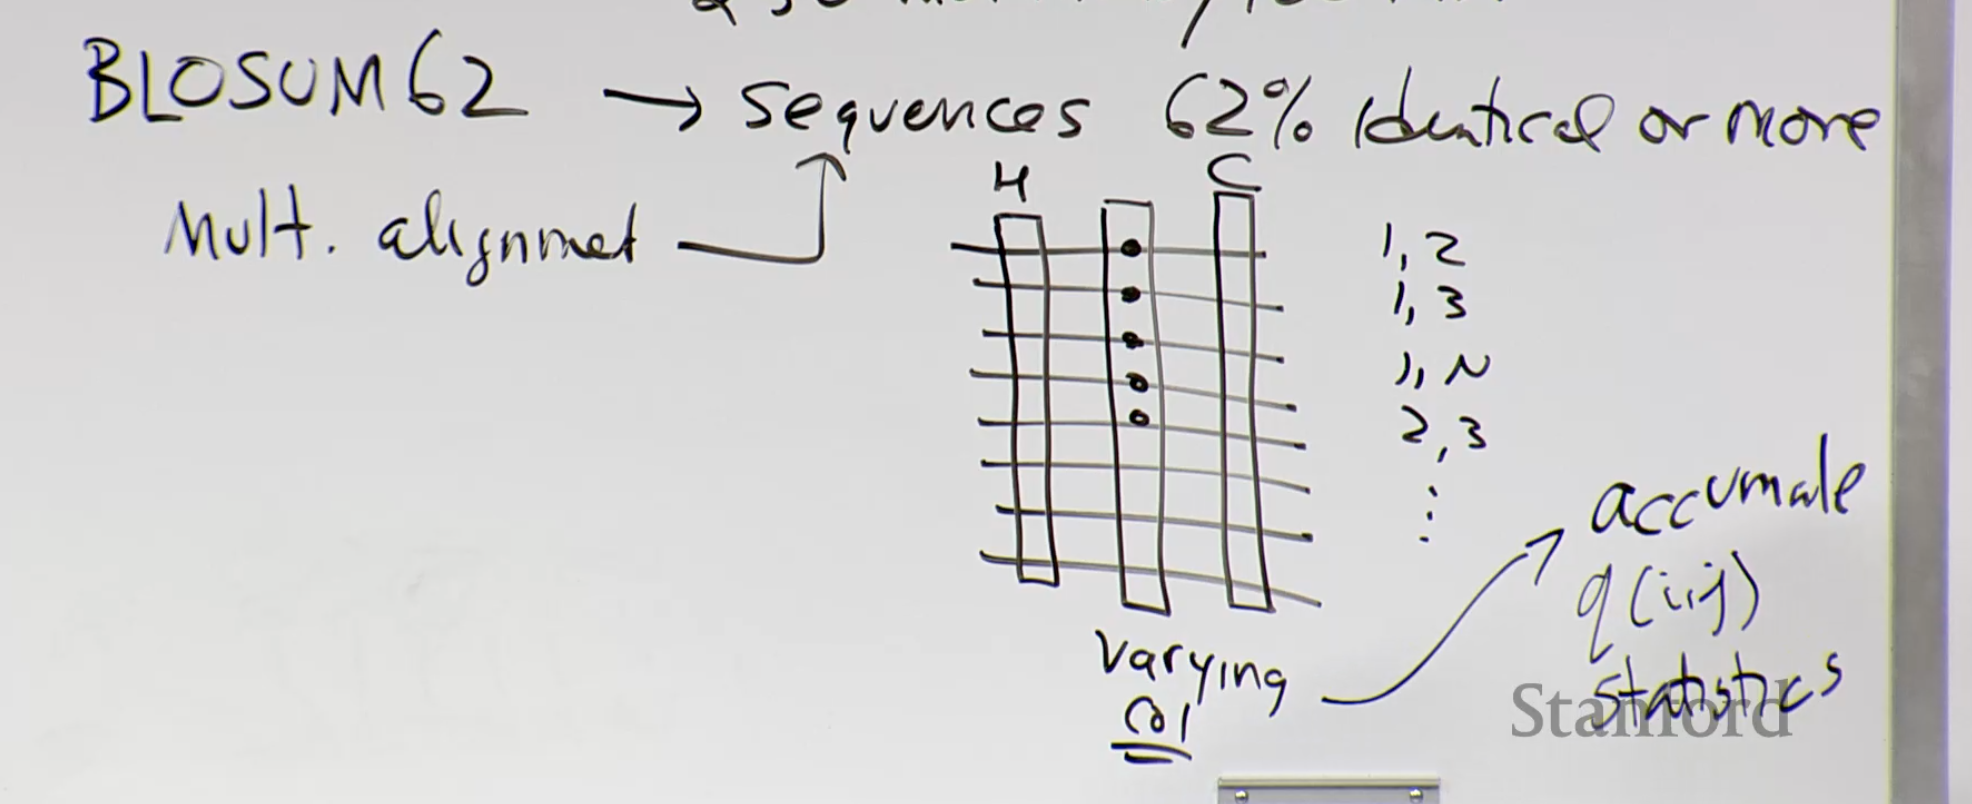 BLOSUM62 → sequences 62% Identical or more
Mult. alignmet
H
C
1, 2
1, 3
1, N
2, 3
⋮
varying
col
accumale
q(i,j)
statistics
Stanford